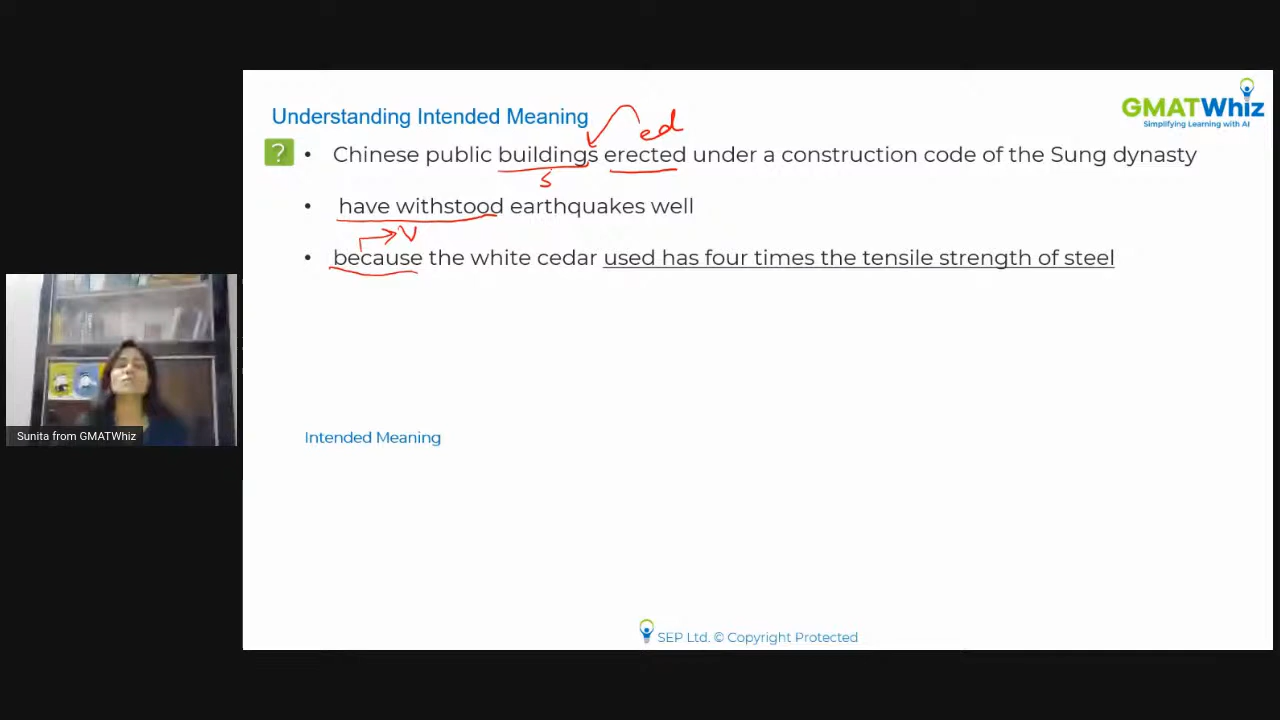 Understanding Intended Meaning
GMATWhiz
Simplifying Learning with AI
ed
? • Chinese public buildings erected under a construction code of the Sung dynasty
S
• have withstood earthquakes well
V
• because the white cedar used has four times the tensile strength of steel
Sunita from GMATWhiz
Intended Meaning
SEP Ltd. © Copyright Protected